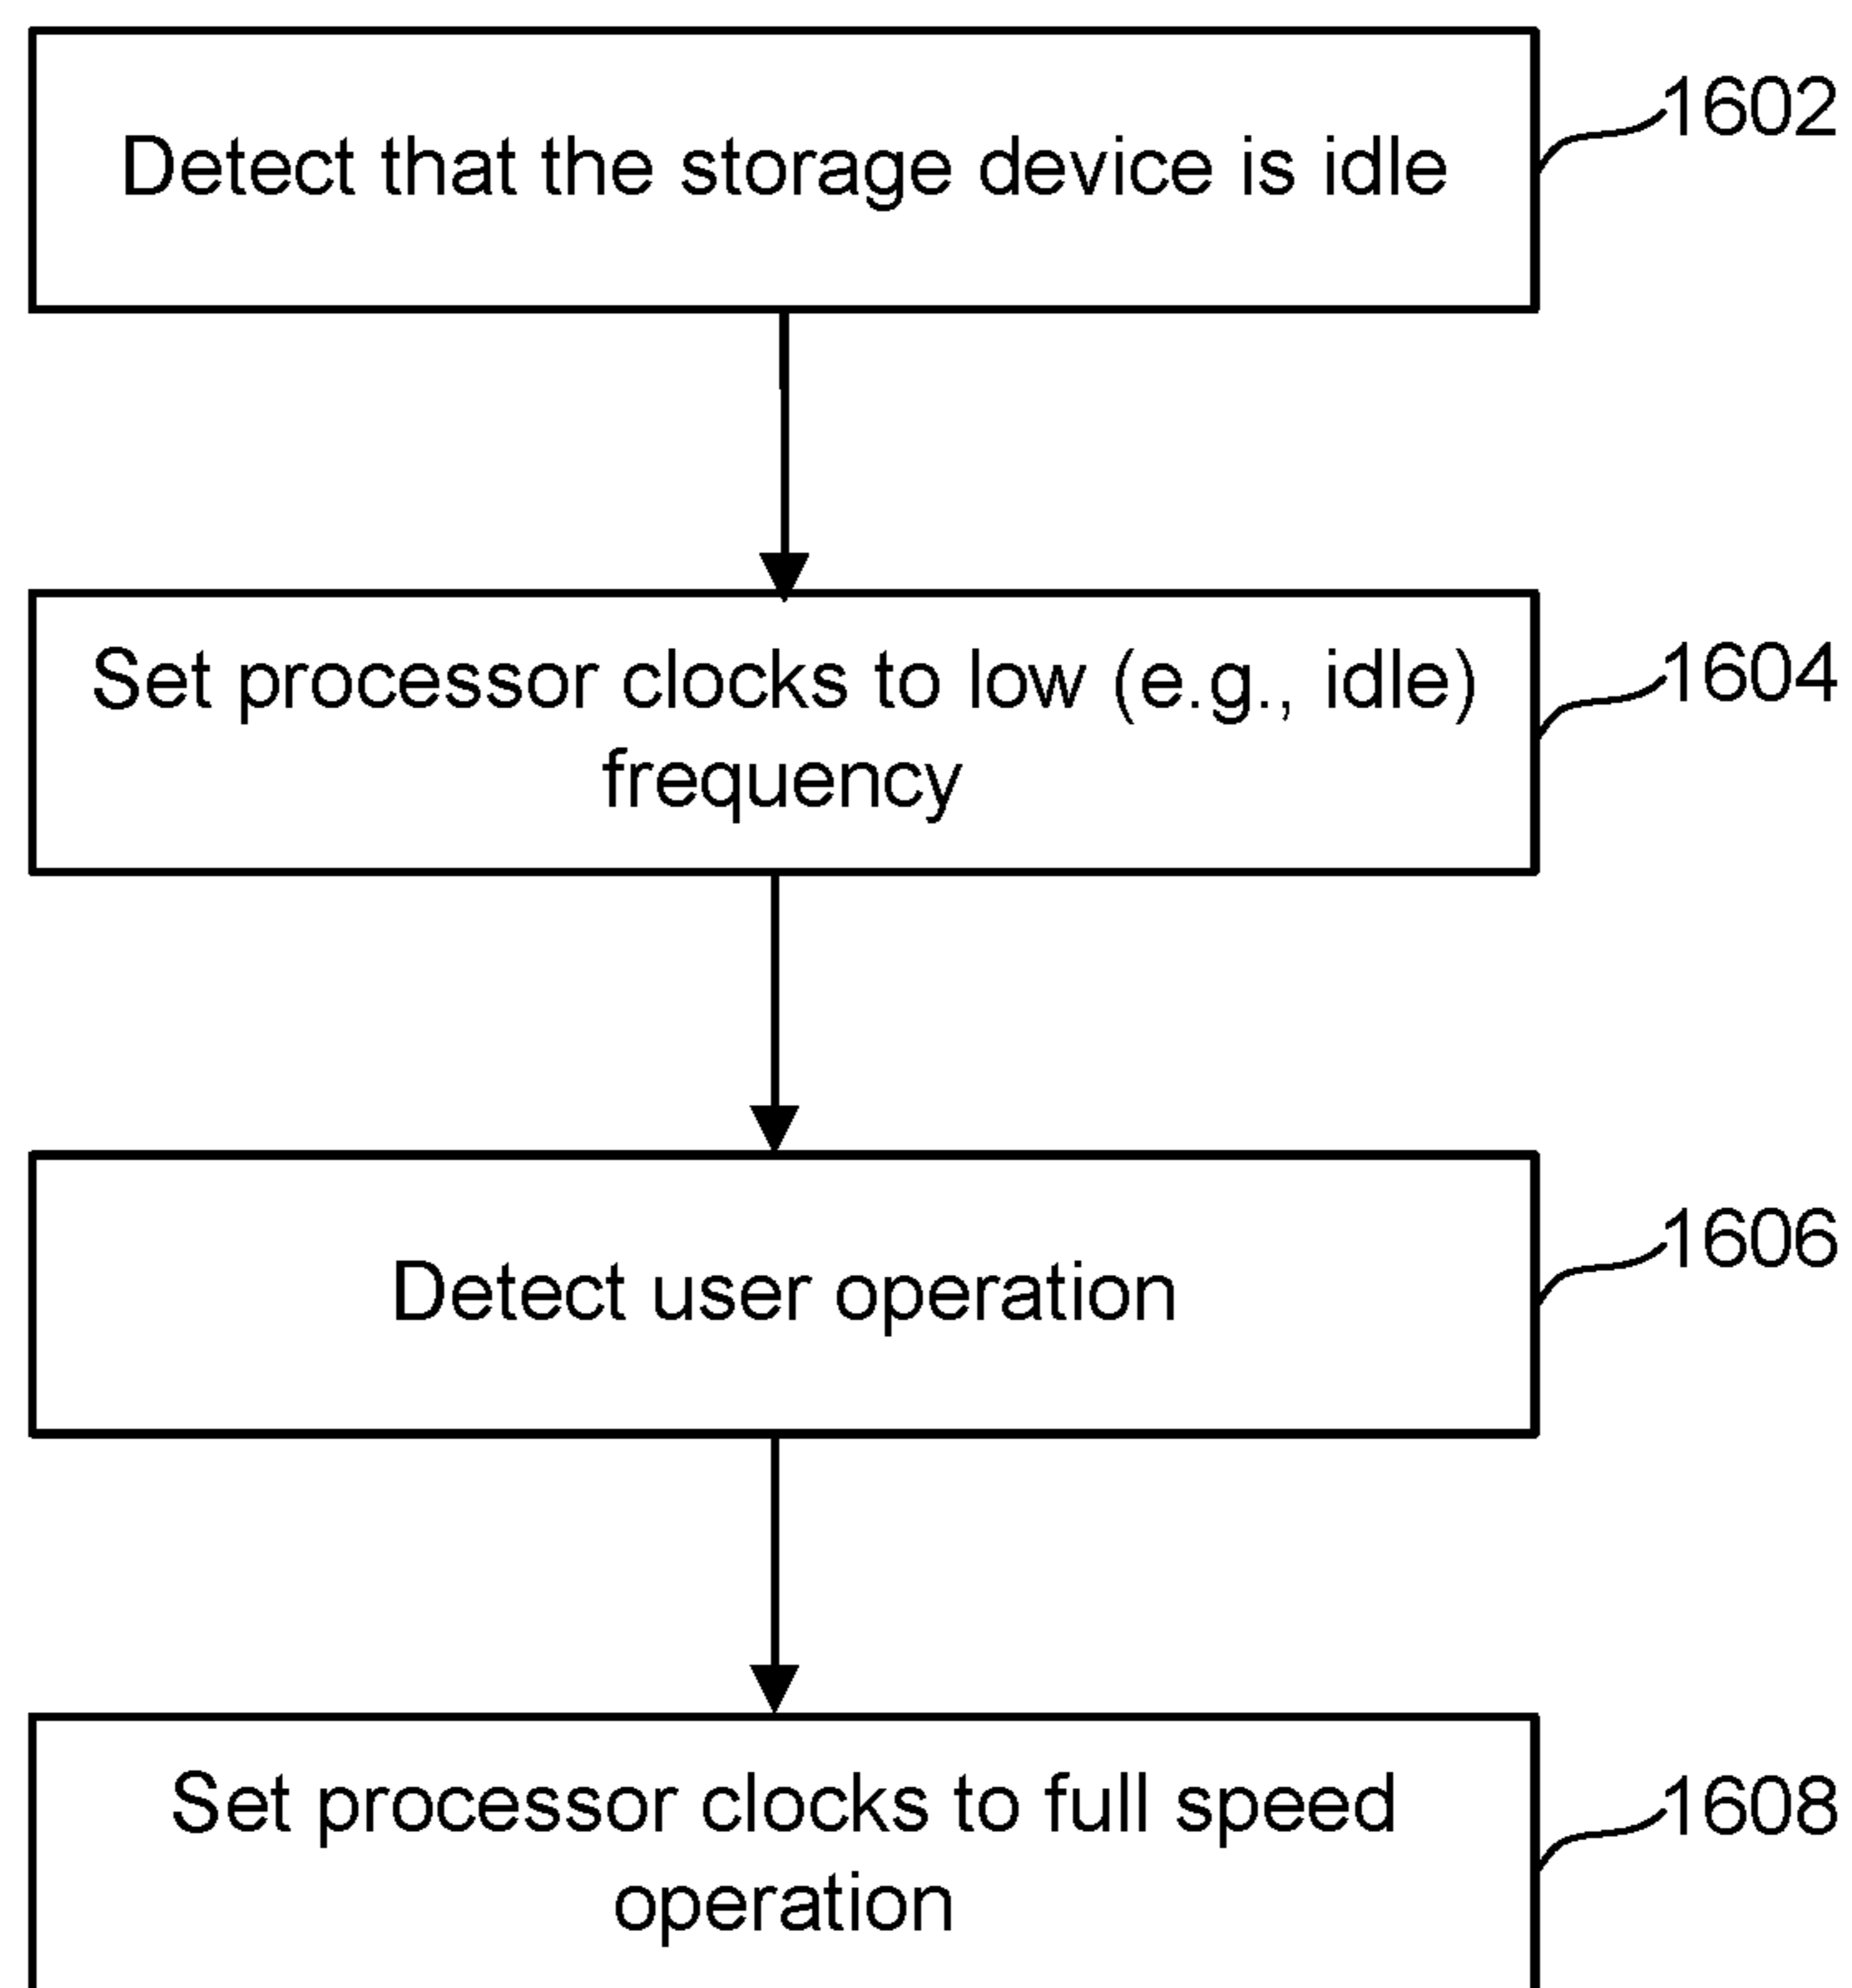 Detect that the storage device is idle
1602
Set processor clocks to low (e.g., idle)
frequency
1604
Detect user operation
1606
Set processor clocks to full speed
operation
1608